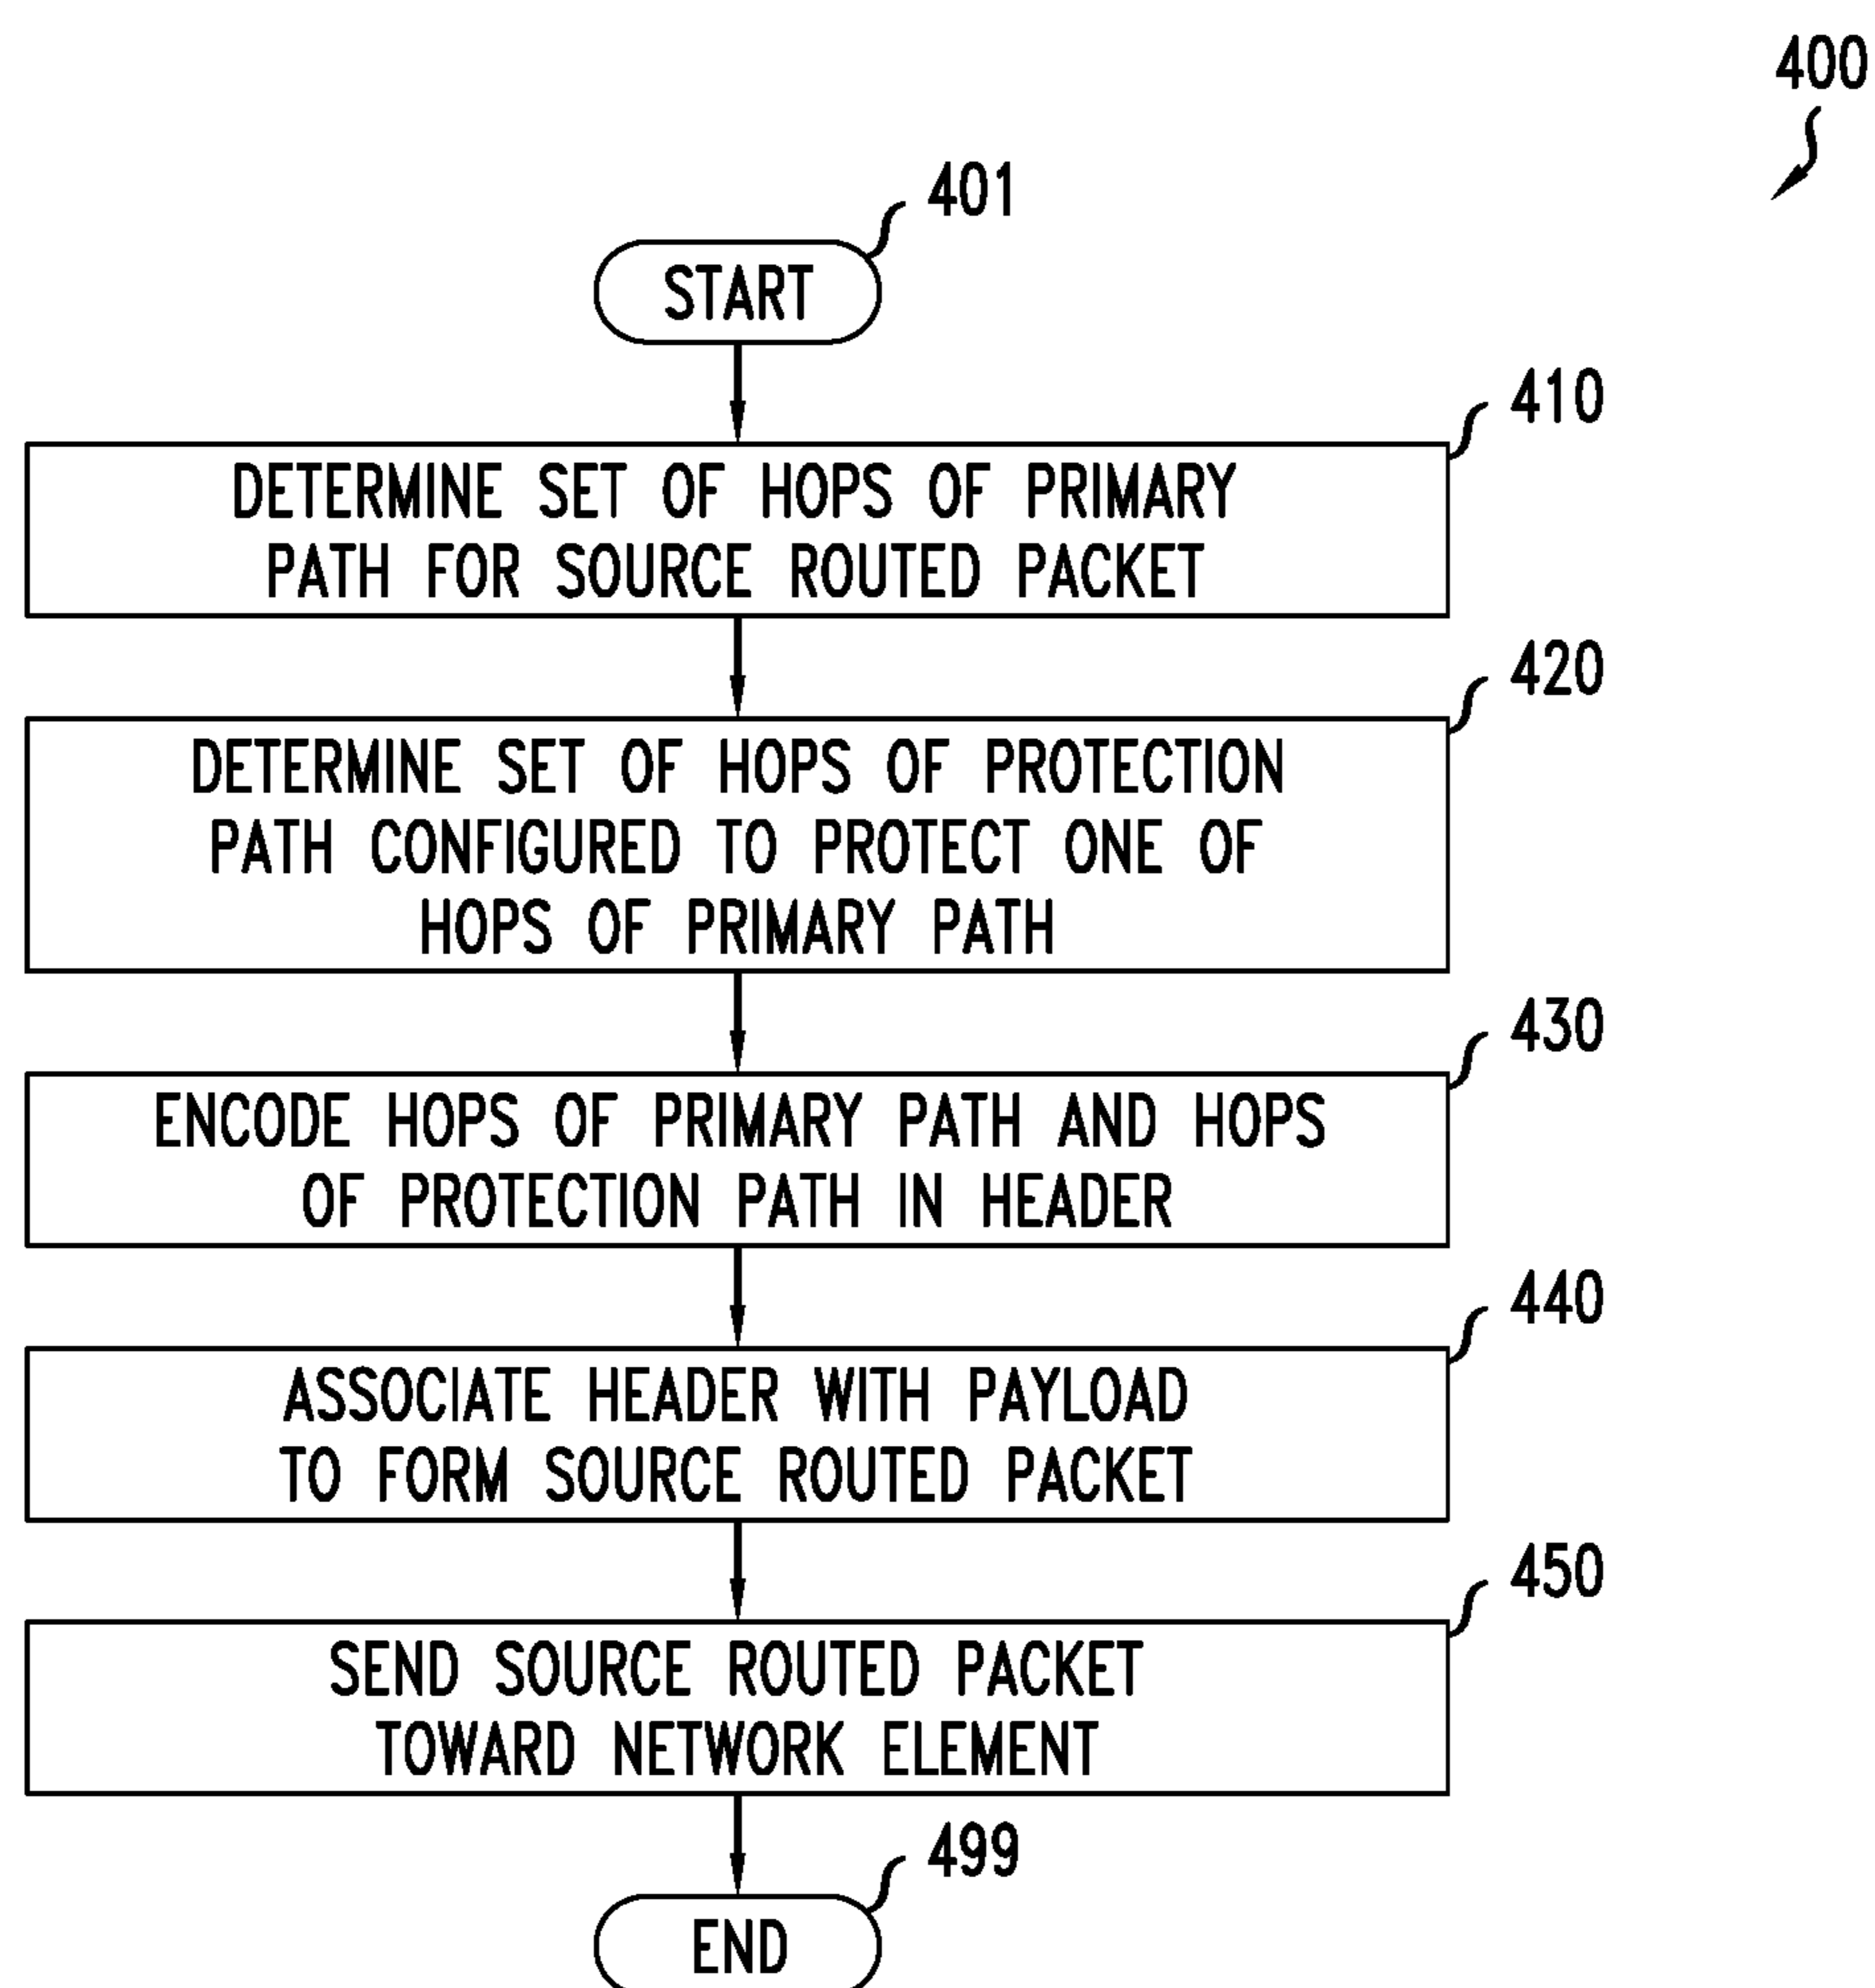 400
401
START
410
DETERMINE SET OF HOPS OF PRIMARY
PATH FOR SOURCE ROUTED PACKET
420
DETERMINE SET OF HOPS OF PROTECTION
PATH CONFIGURED TO PROTECT ONE OF
HOPS OF PRIMARY PATH
430
ENCODE HOPS OF PRIMARY PATH AND HOPS
OF PROTECTION PATH IN HEADER
440
ASSOCIATE HEADER WITH PAYLOAD
TO FORM SOURCE ROUTED PACKET
450
SEND SOURCE ROUTED PACKET
TOWARD NETWORK ELEMENT
499
END